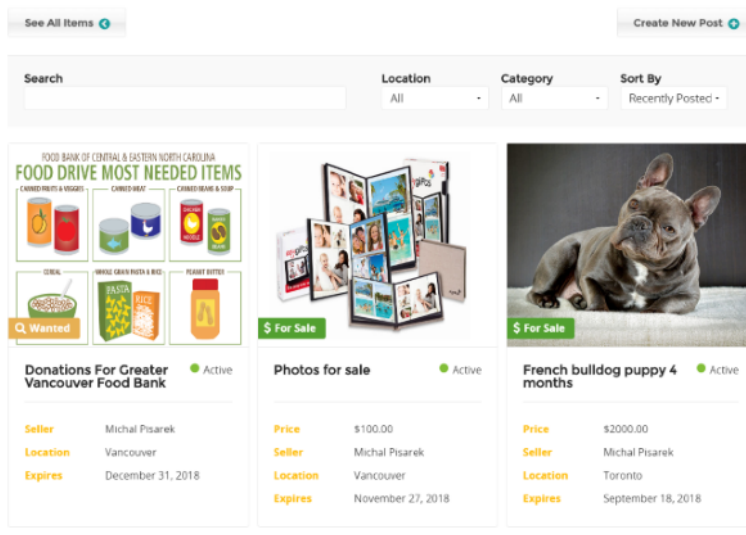 See All Items
Create New Post
Search
Location
Category
Sort By
All
All
Recently Posted
FOOD BANK OF CENTRAL & EASTERN NORTH CAROLINA
FOOD DRIVE MOST NEEDED ITEMS
CANNED FRUITS & VEGGIES
CANNED MEAT
CANNED BEANS & SOUP
CHICKEN
NOODLE
CEREAL
WHOLE GRAIN PASTA & RICE
PEANUT BUTTER
PASTA
RICE
Wanted
$ For Sale
$ For Sale
Donations For Greater
Vancouver Food Bank
Active
Photos for sale
Active
French bulldog puppy 4
months
Active
Seller Michal Pisarek
Location Vancouver
Expires December 31, 2018
Price $100.00
Seller Michal Pisarek
Location Vancouver
Expires November 27, 2018
Price $2000.00
Seller Michal Pisarek
Location Toronto
Expires September 18, 2018